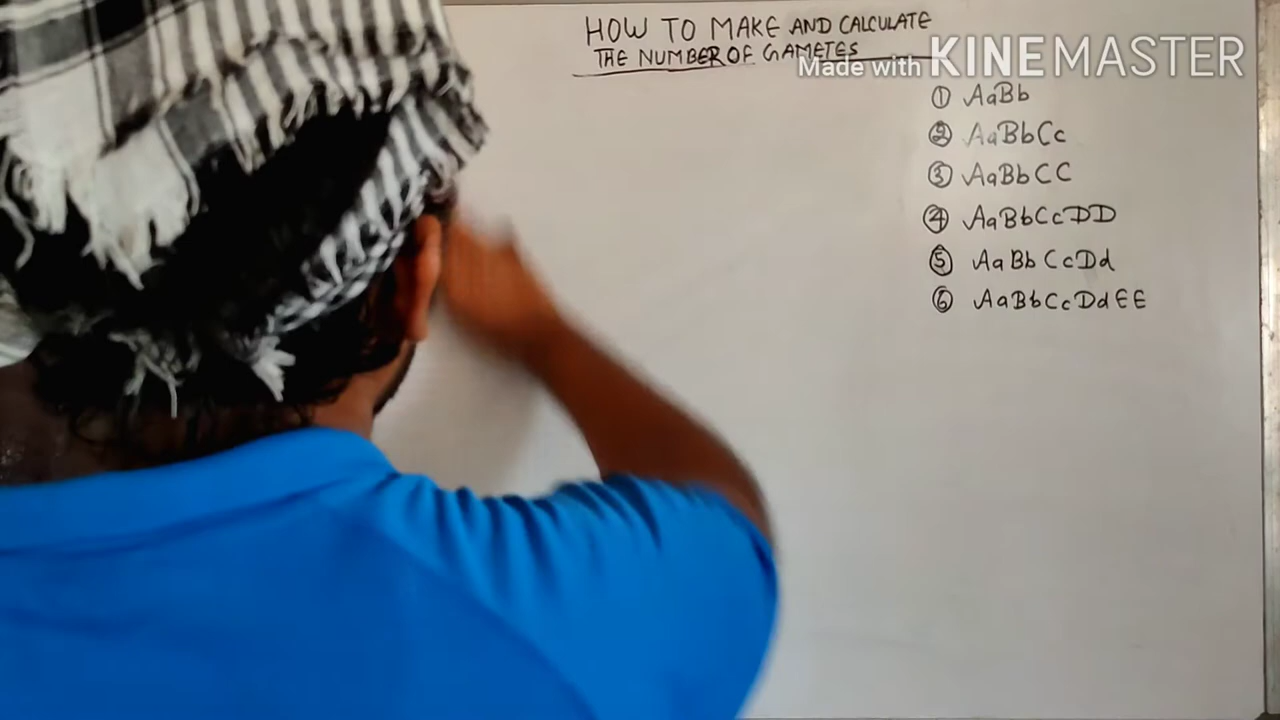 HOW TO MAKE AND CALCULATE
THE NUMBER OF GAMETES
Made with KINEMASTER
① AaBb
② AaBbCc
③ AaBbCC
④ AaBbCcDD
⑤ AaBbCcDd
⑥ AaBbCcDdEE